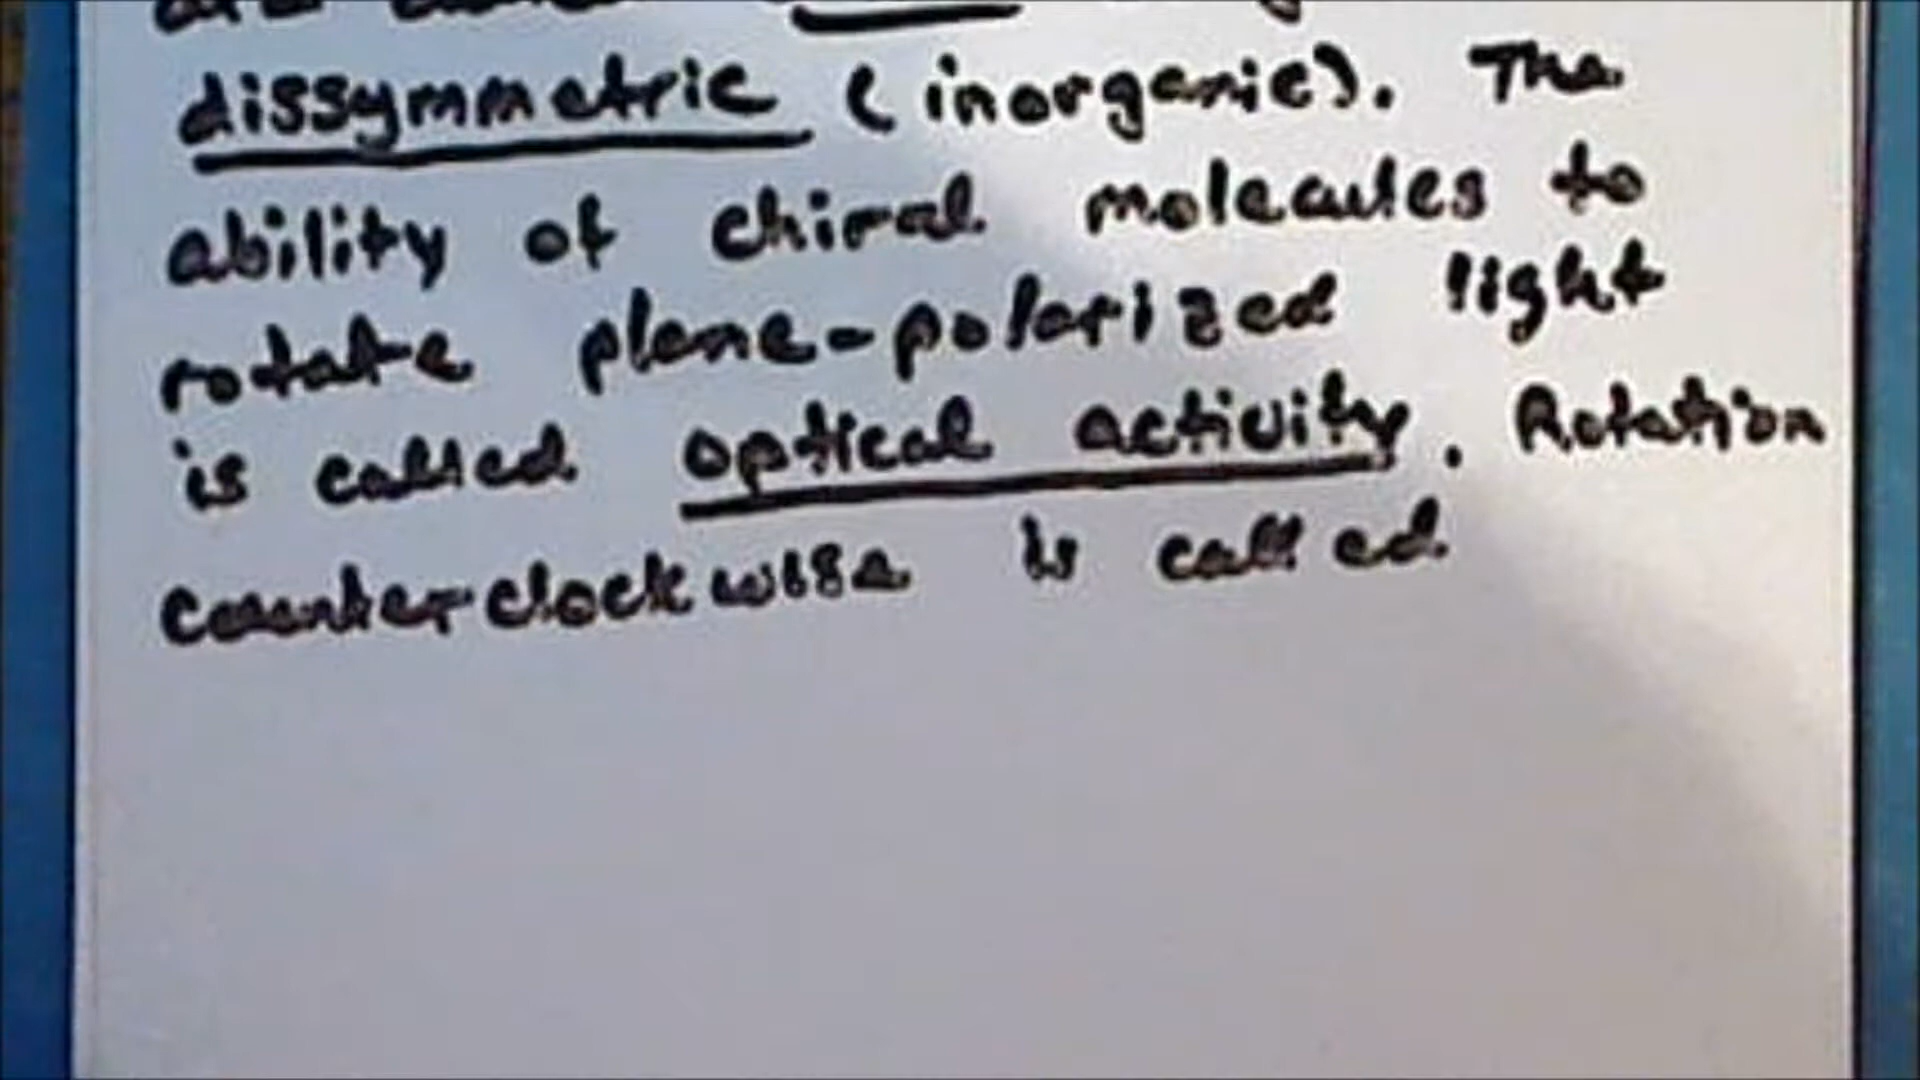 dissymmetric (inorganic). The
ability of chiral molecules to
rotate plane-polarized light
is called optical activity. Rotation
counterclockwise is called